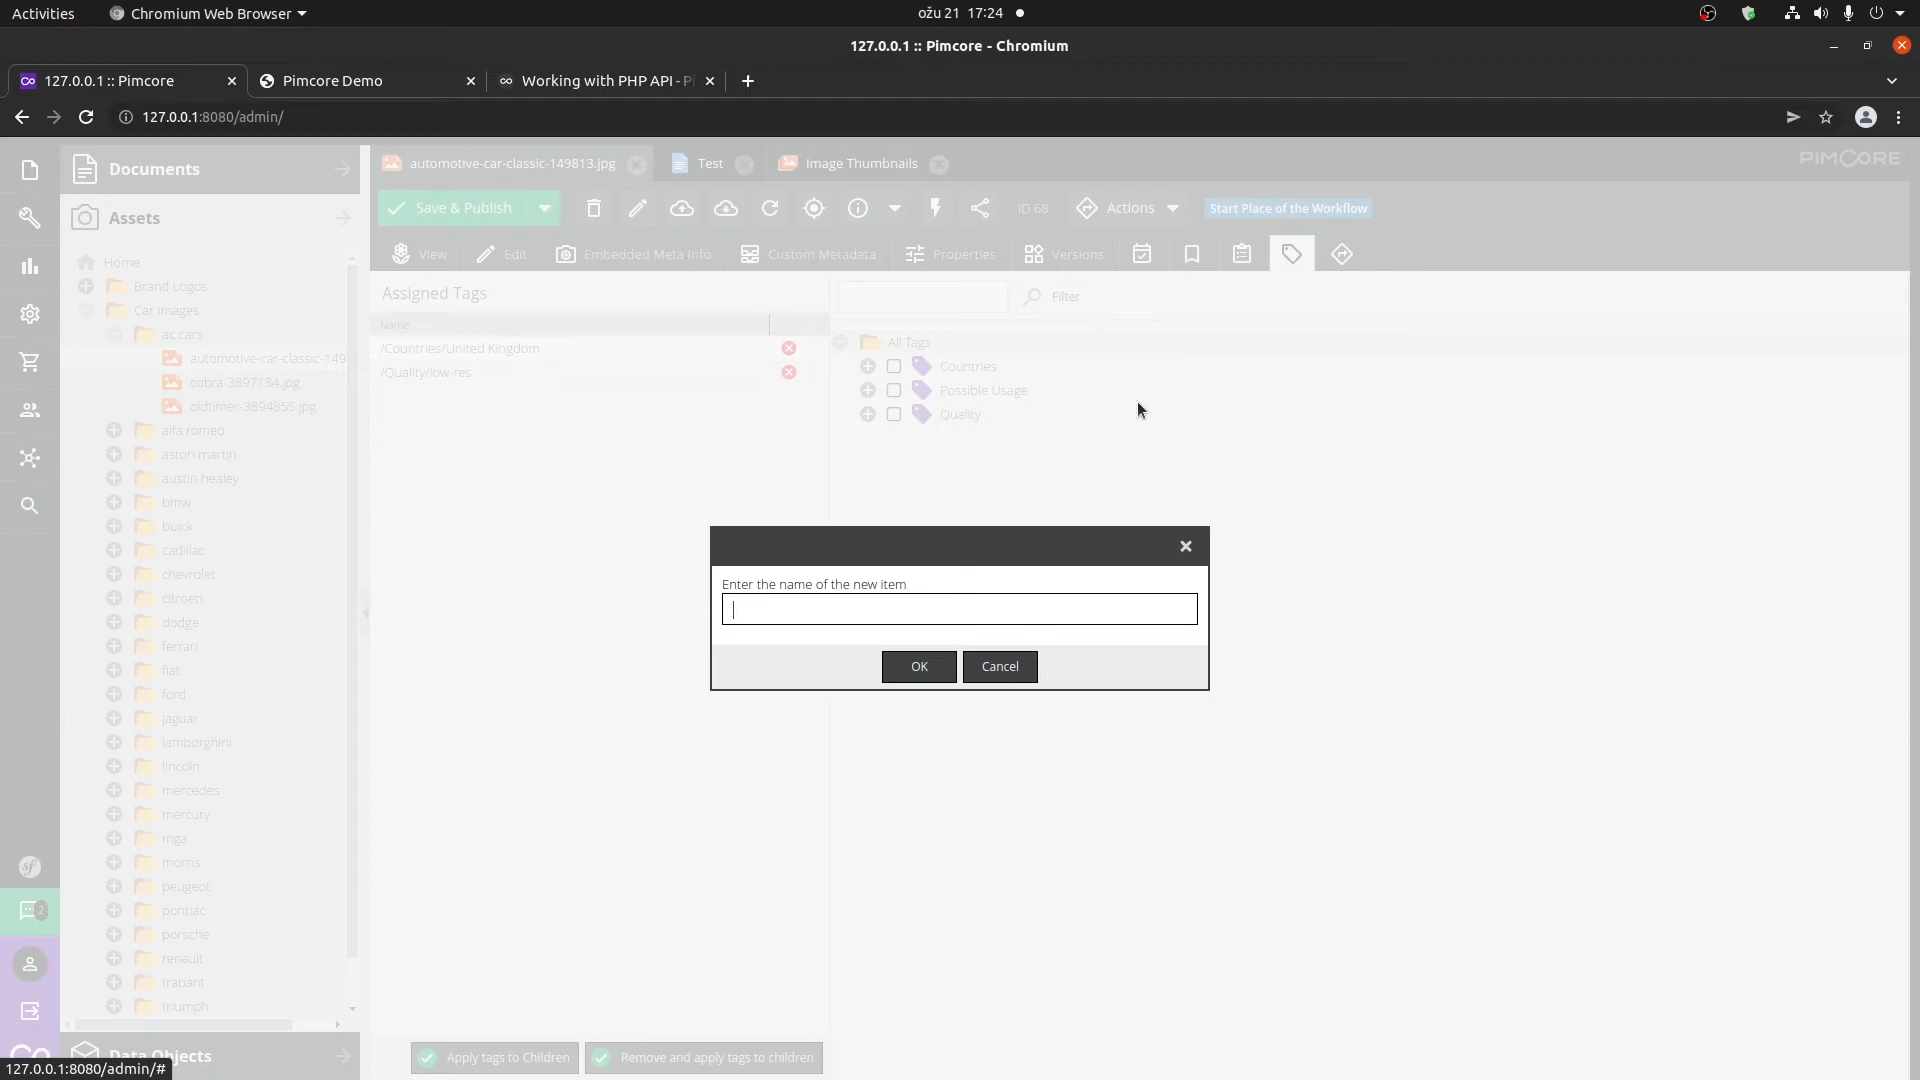 Activities
Chromium Web Browser
ožu 21 17:24
127.0.0.1 :: Pimcore - Chromium
127.0.0.1 :: Pimcore
Pimcore Demo
Working with PHP API - Pi
127.0.0.1:8080/admin/
Documents
automotive-car-classic-149813.jpg
Test
Image Thumbnails
PIMCORE
Assets
Save & Publish
ID 68
Actions
Start Place of the Workflow
View
Edit
Embedded Meta Info
Custom Metadata
Properties
Versions
Home
Brand Logos
Car Images
ac cars
automotive-car-classic-149
cobra-3897134.jpg
oldtimer-3894855.jpg
alfa romeo
aston martin
austin healey
bmw
buick
cadillac
chevrolet
citroen
dodge
ferrari
fiat
ford
jaguar
lamborghini
lincoln
mercedes
mercury
mga
morris
peugeot
pontiac
porsche
renault
trabant
triumph
Assigned Tags
Name
/Countries/United Kingdom
/Quality/low-res
Filter
All Tags
Countries
Possible Usage
Quality
Enter the name of the new item
OK
Cancel
sf
2
Data Objects
Apply tags to Children
Remove and apply tags to children
127.0.0.1:8080/admin/#